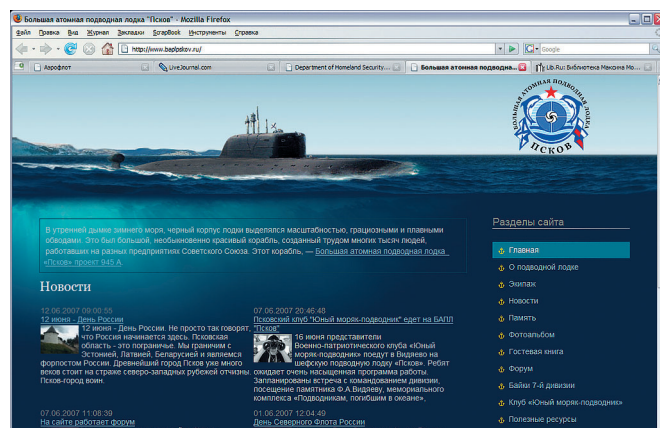 Большая атомная подводная лодка "Псков" - Mozilla Firefox
Файл Правка Вид Журнал Закладки ScrapBook Инструменты Справка
http://www.baplpskov.ru/
Google
Аэрофлот
LiveJournal.com
Department of Homeland Security...
Большая атомная подводна...
Lib.Ru: Библиотека Максима Мо...
БОЛЬШАЯ АТОМНАЯ ПОДВОДНАЯ ЛОДКА
ПСКОВ
В утренней дымке зимнего моря, черный корпус лодки выделялся масштабностью, грациозными и плавными
обводами. Это был большой, необыкновенно красивый корабль, созданный трудом многих тысяч людей,
работавших на разных предприятиях Советского Союза. Этот корабль, — Большая атомная подводная лодка
«Псков» проект 945 А.
Новости
12.06.2007 09:00:55
12 июня - День России
12 июня - День России. Не просто так говорят,
что Россия начинается здесь. Псковская
область - это пограничье. Мы граничим с
Эстонией, Латвией, Беларусией и являемся
форпостом России. Древнейший город Псков уже много
веков стоит на страже северо-западных рубежей отчизны.
Псков-город воин.
07.06.2007 20:46:48
Псковский клуб "Юный моряк-подводник" едет на БАПЛ
"Псков"
16 июня представители
Военно-патриотического клуба «Юный
моряк-подводник» поедут в Видяево на
шефскую подводную лодку «Псков». Ребят
ожидает очень насыщенная программа работы.
Запланированы встреча с командованием дивизии,
посещение памятника Ф.А.Видяеву, мемориального
комплекса «Подводникам, погибшим в океане»,
07.06.2007 11:08:39
На сайте работает форум
01.06.2007 12:04:49
День Северного Флота России
Разделы сайта
Главная
О подводной лодке
Экипаж
Новости
Память
Фотоальбом
Гостевая книга
Форум
Байки 7-й дивизии
Клуб «Юный моряк-подводник»
Полезные ресурсы